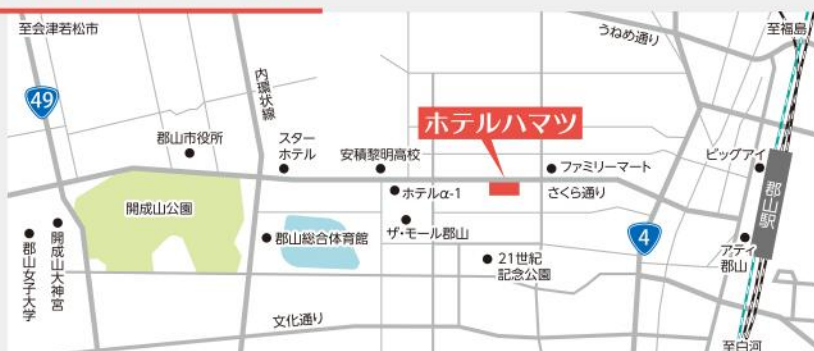 至会津若松市
うねめ通り
至福島
49
内環状線
ホテルハマツ
郡山市役所
スター
ホテル
安積黎明高校
ファミリーマート
ビッグアイ
郡山駅
開成山公園
ホテルα-1
さくら通り
郡山女子大学
開成山大神宮
郡山総合体育館
ザ・モール郡山
4
アティ
郡山
21世紀
記念公園
文化通り
至白河